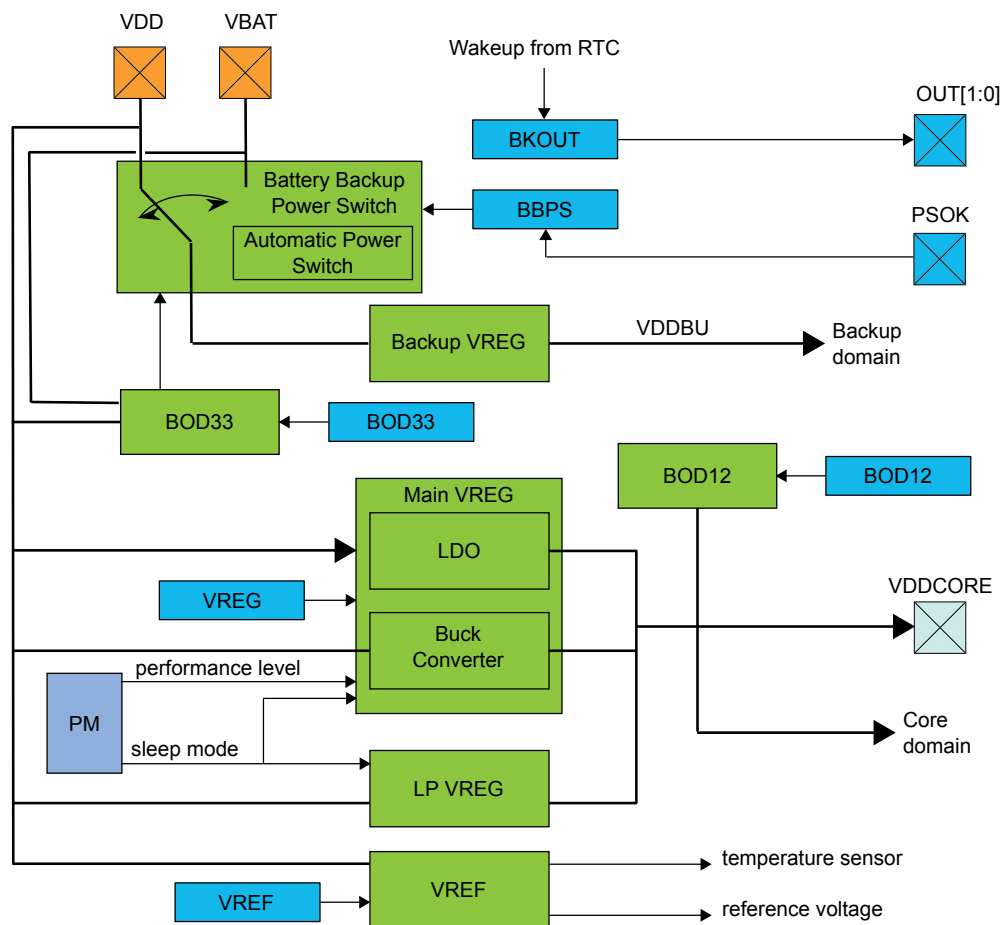 VDD
VBAT
Wakeup from RTC
OUT[1:0]
BKOUT
Battery Backup
Power Switch
BBPS
PSOK
Automatic Power
Switch
Backup VREG
VDDBU
Backup
domain
BOD33
BOD33
BOD12
BOD12
Main VREG
LDO
VREG
VDDCORE
Buck
Converter
performance level
PM
sleep mode
Core
domain
LP VREG
VREF
VREF
temperature sensor
reference voltage